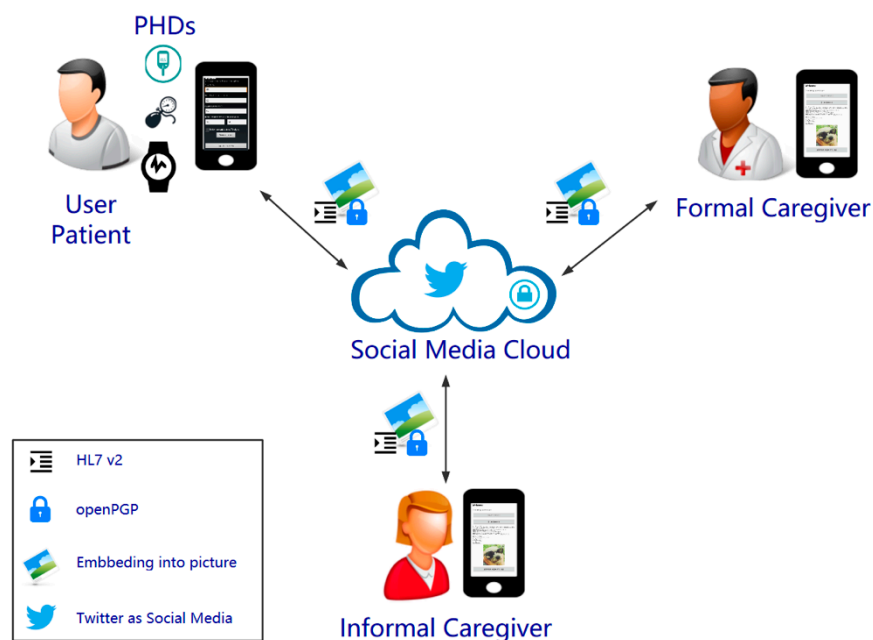 PHDs
User
Patient
Formal Caregiver
Social Media Cloud
Informal Caregiver
HL7 v2
openPGP
Embbeding into picture
Twitter as Social Media